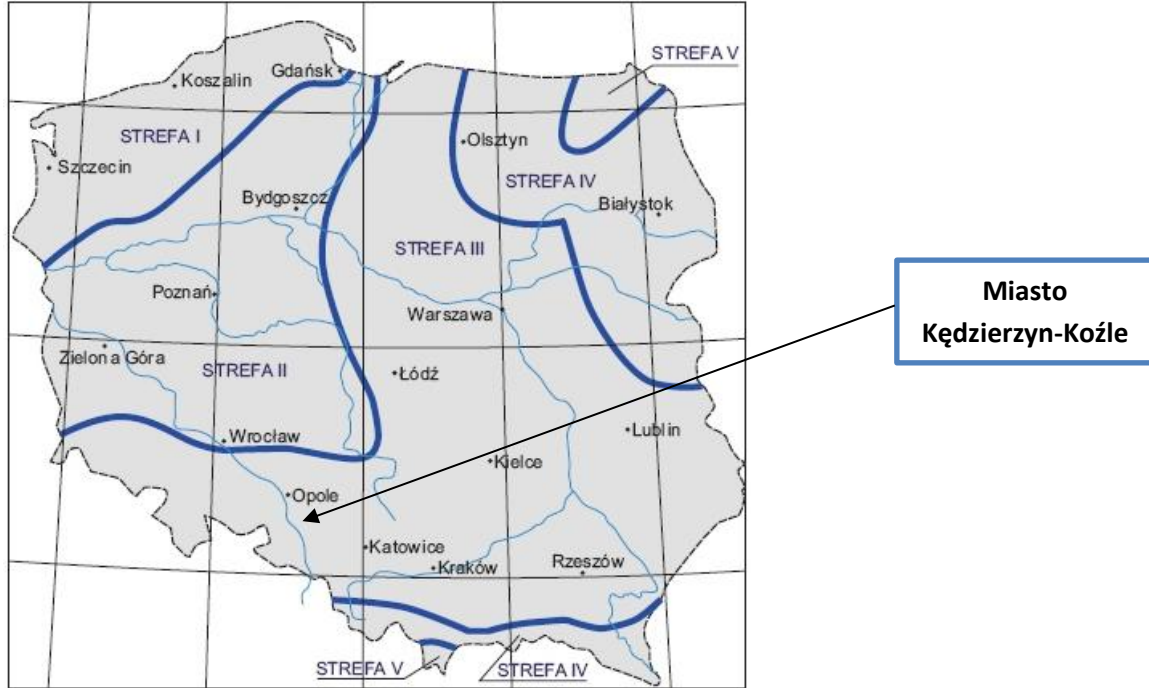 STREFA V
Gdańsk
Koszalin
STREFA I
Olsztyn
Szczecin
STREFA IV
Bydgoszcz
Białystok
STREFA III
Poznań
Warszawa
Miasto
Kędzierzyn-Koźle
Zielona Góra
STREFA II
Łódź
Wrocław
Lublin
Kielce
Opole
Katowice
Kraków
Rzeszów
STREFA V
STREFA IV